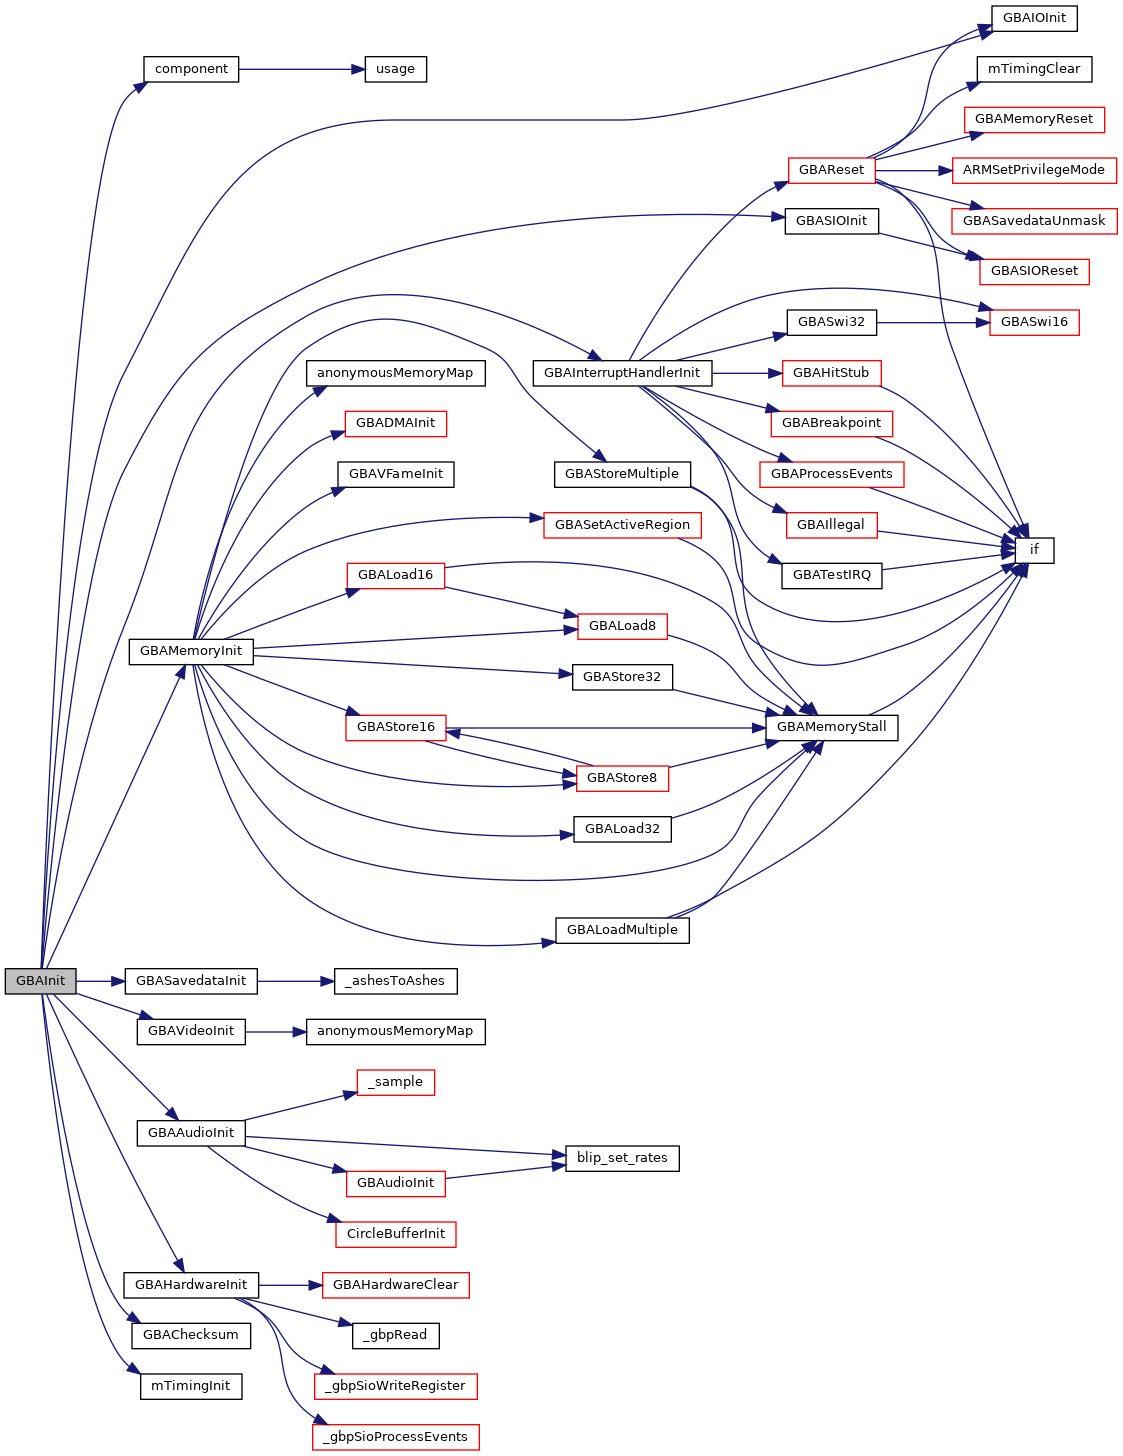 GBAIOInit
component
usage
mTimingClear
GBAMemoryReset
GBAReset
ARMSetPrivilegeMode
GBASIOInit
GBASavedataUnmask
GBASIOReset
GBASwi32
GBASwi16
anonymousMemoryMap
GBAInterruptHandlerInit
GBAHitStub
GBADMAInit
GBABreakpoint
GBAVFameInit
GBAStoreMultiple
GBAProcessEvents
GBASetActiveRegion
GBAIllegal
if
GBALoad16
GBATestIRQ
GBALoad8
GBAMemoryInit
GBAStore32
GBAStore16
GBAMemoryStall
GBAStore8
GBALoad32
GBALoadMultiple
GBAInit
GBASavedataInit
_ashesToAshes
GBAVideoInit
anonymousMemoryMap
_sample
GBAAudioInit
blip_set_rates
GBAudioInit
CircleBufferInit
GBAHardwareInit
GBAHardwareClear
GBAChecksum
_gbpRead
mTimingInit
_gbpSioWriteRegister
_gbpSioProcessEvents